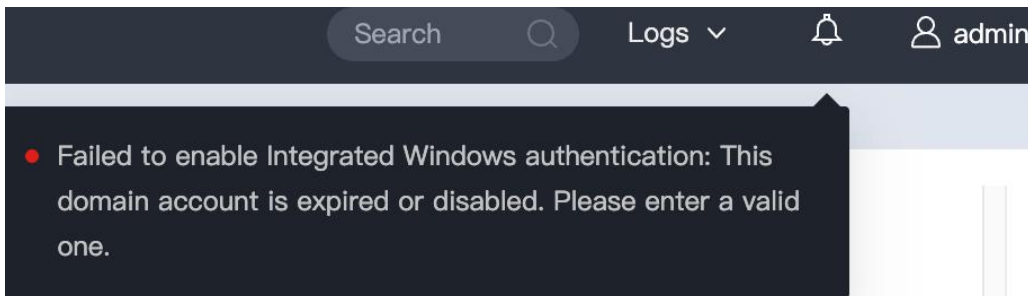 Search
Logs
admin
Failed to enable Integrated Windows authentication: This
domain account is expired or disabled. Please enter a valid
one.